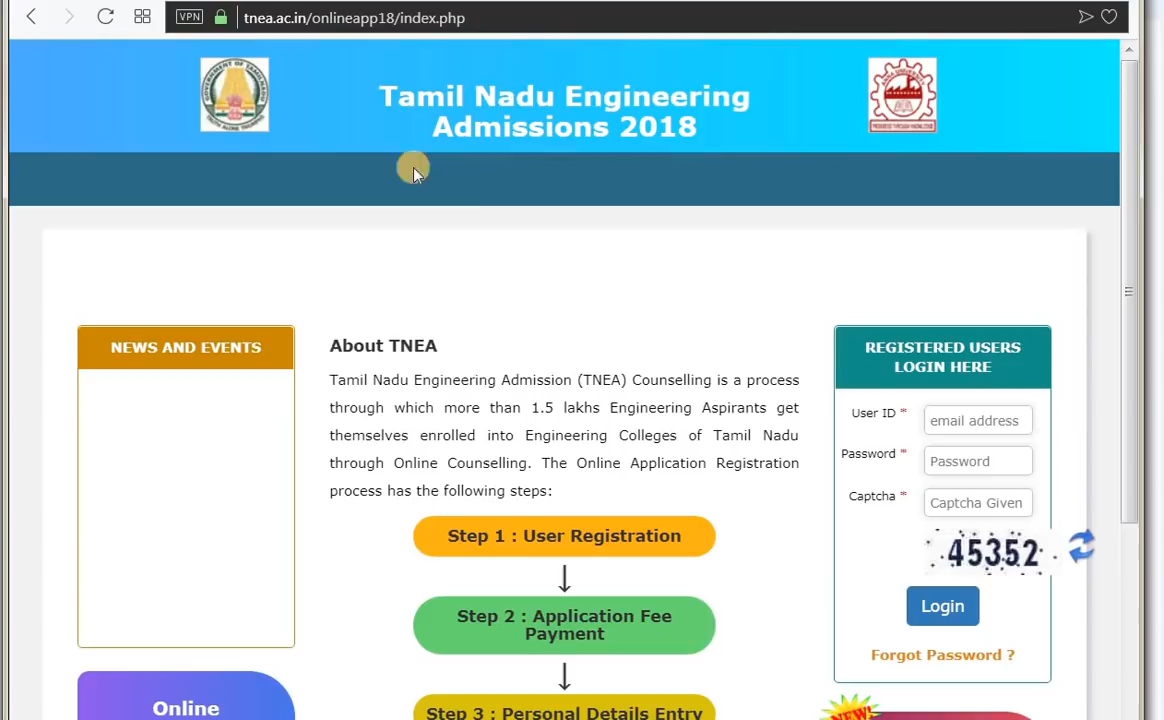 VPN
tnea.ac.in/onlineapp18/index.php
Tamil Nadu Engineering
Admissions 2018
NEWS AND EVENTS
About TNEA
Tamil Nadu Engineering Admission (TNEA) Counselling is a process
through which more than 1.5 lakhs Engineering Aspirants get
themselves enrolled into Engineering Colleges of Tamil Nadu
through Online Counselling. The Online Application Registration
process has the following steps:
Step 1 : User Registration
↓
Step 2 : Application Fee
Payment
↓
Step 3 : Personal Details Entry
REGISTERED USERS
LOGIN HERE
User ID * email address
Password * Password
Captcha * Captcha Given
45352
Login
Forgot Password ?
Online
NEW!